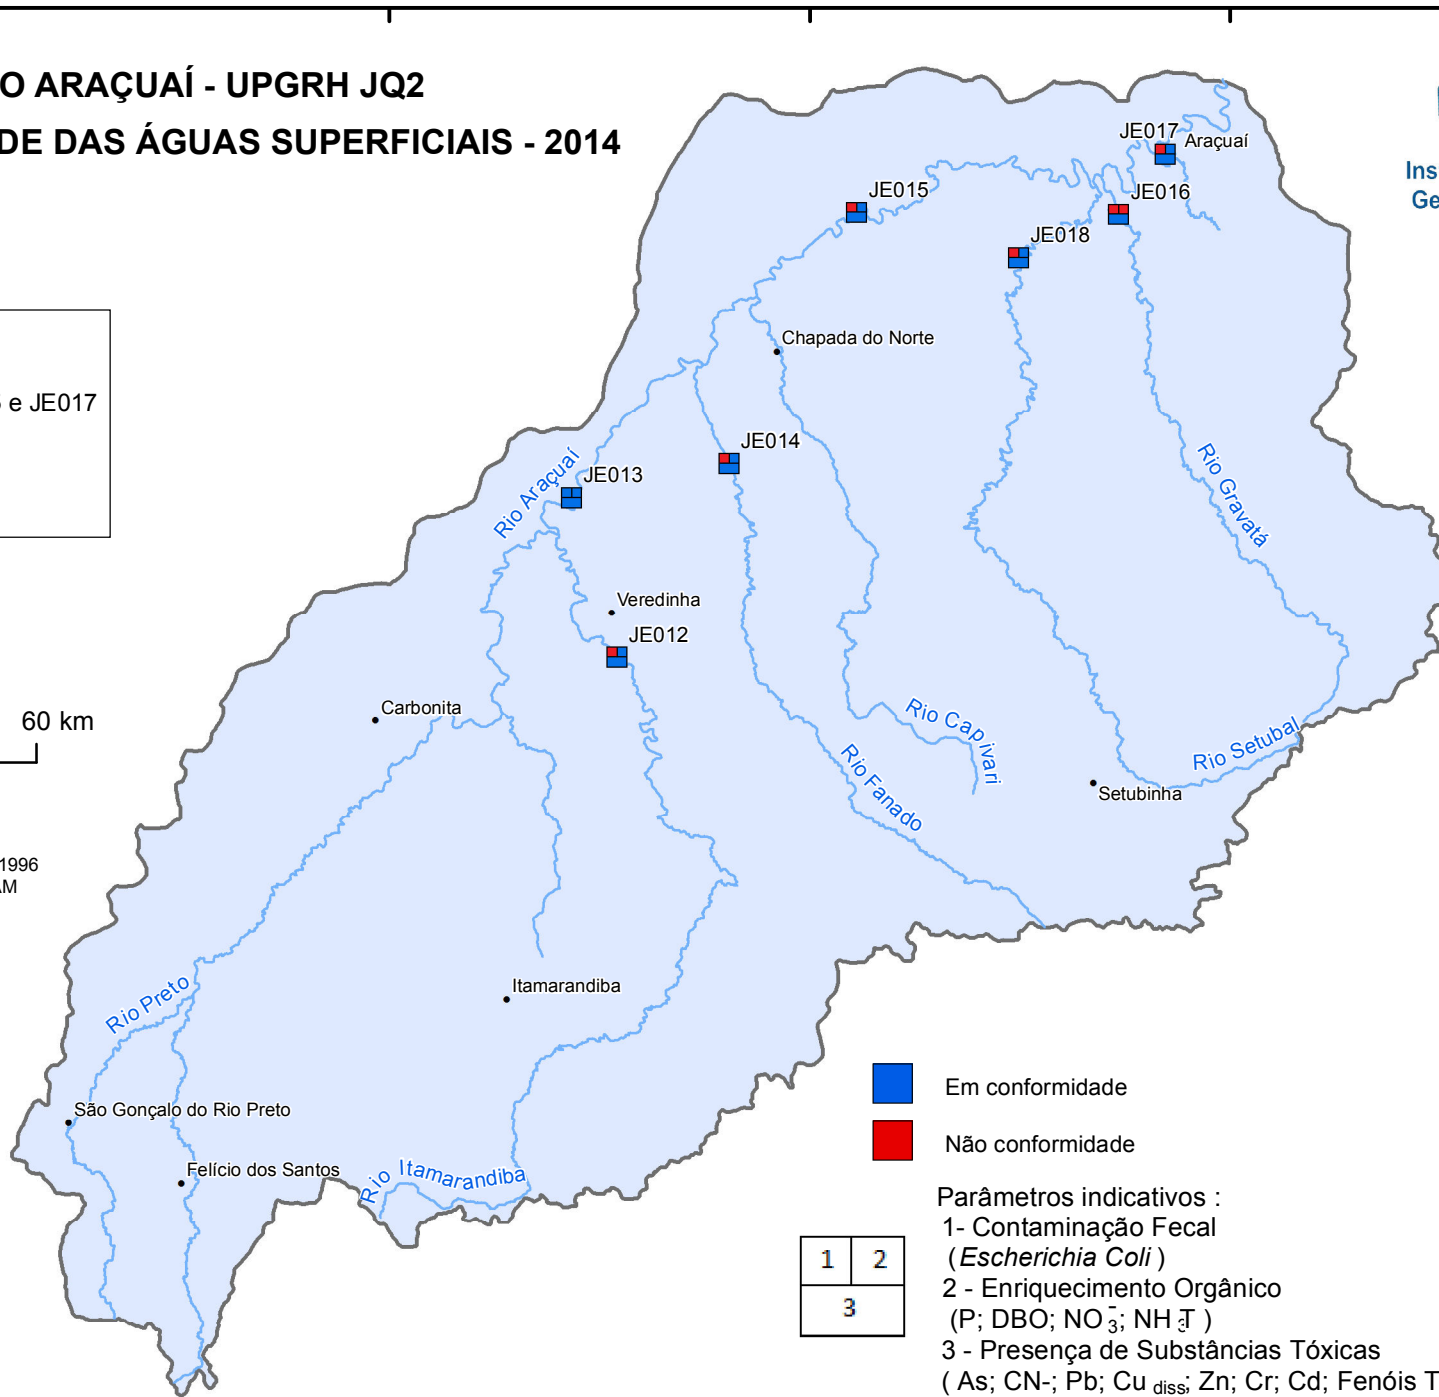 O ARAÇUAÍ - UPGRH JQ2
DE DAS ÁGUAS SUPERFICIAIS - 2014
Ins
Ge
JE017
Araçuaí
JE015
JE016
JE018
e JE017
Chapada do Norte
JE014
Rio Araçuaí
JE013
Rio Gravatá
Veredinha
JE012
60 km
Carbonita
Rio Capivari
Rio Setubal
Rio Fanado
Setubinha
1996
AM
Rio Preto
Itamarandiba
São Gonçalo do Rio Preto
Felício dos Santos
Rio Itamarandiba
Em conformidade
Não conformidade
Parâmetros indicativos :
1- Contaminação Fecal
(Escherichia Coli )
2 - Enriquecimento Orgânico
(P; DBO; NO3-; NH3T )
3 - Presença de Substâncias Tóxicas
( As; CN-; Pb; Cu diss; Zn; Cr; Cd; Fenóis T
1 2
3